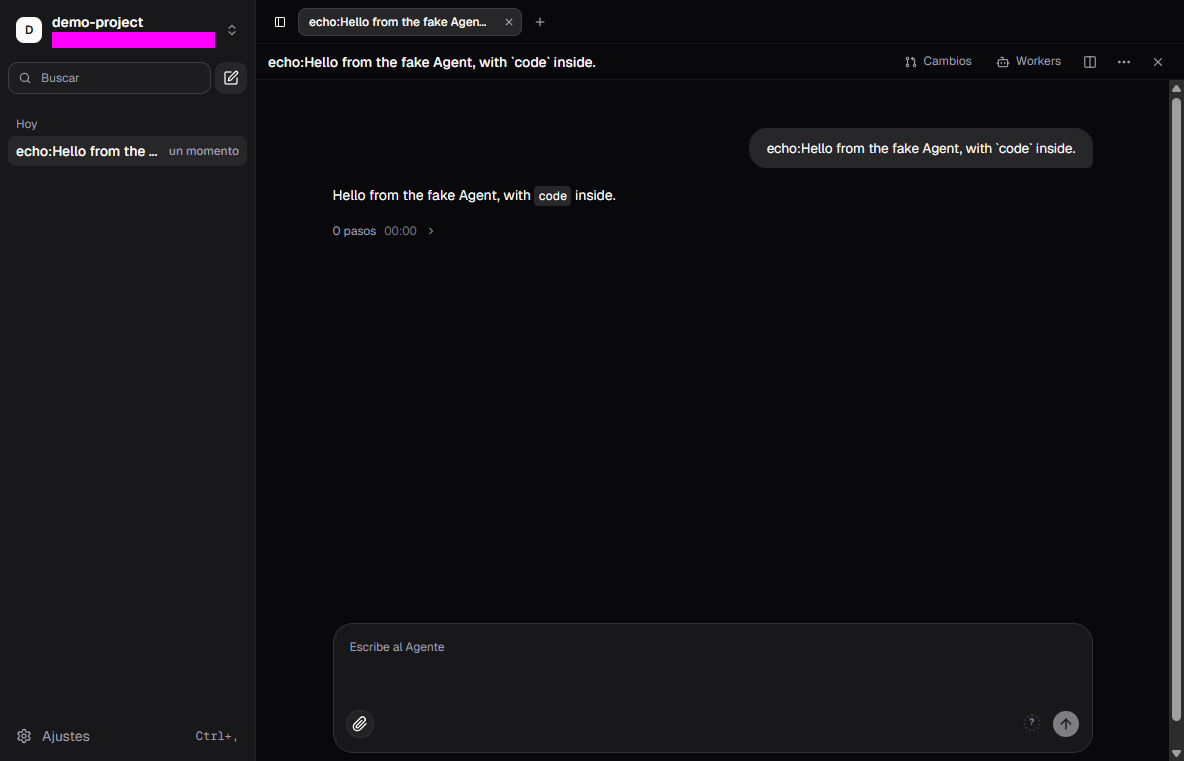 D
demo-project
Buscar
Hoy
echo:Hello from the ... un momento
Ajustes Ctrl+,
echo:Hello from the fake Agen...
echo:Hello from the fake Agent, with `code` inside.
Cambios
Workers
echo:Hello from the fake Agent, with `code` inside.
Hello from the fake Agent, with code inside.
0 pasos 00:00
Escribe al Agente
?